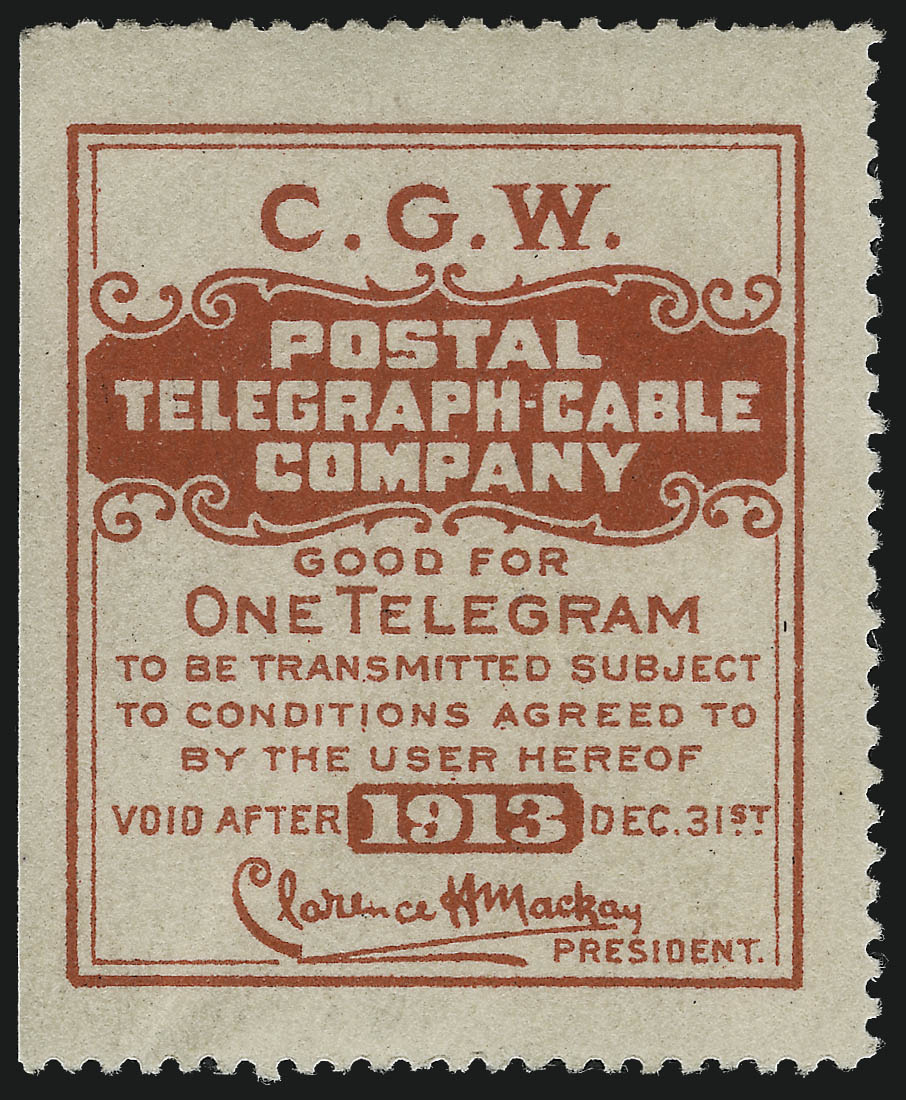 C. G. W.
POSTAL
TELEGRAPH-CABLE
COMPANY
GOOD FOR
ONE TELEGRAM
TO BE TRANSMITTED SUBJECT
TO CONDITIONS AGREED TO
BY THE USER HEREOF
VOID AFTER 1913 DEC. 31ST
Clarence H Mackay
PRESIDENT.